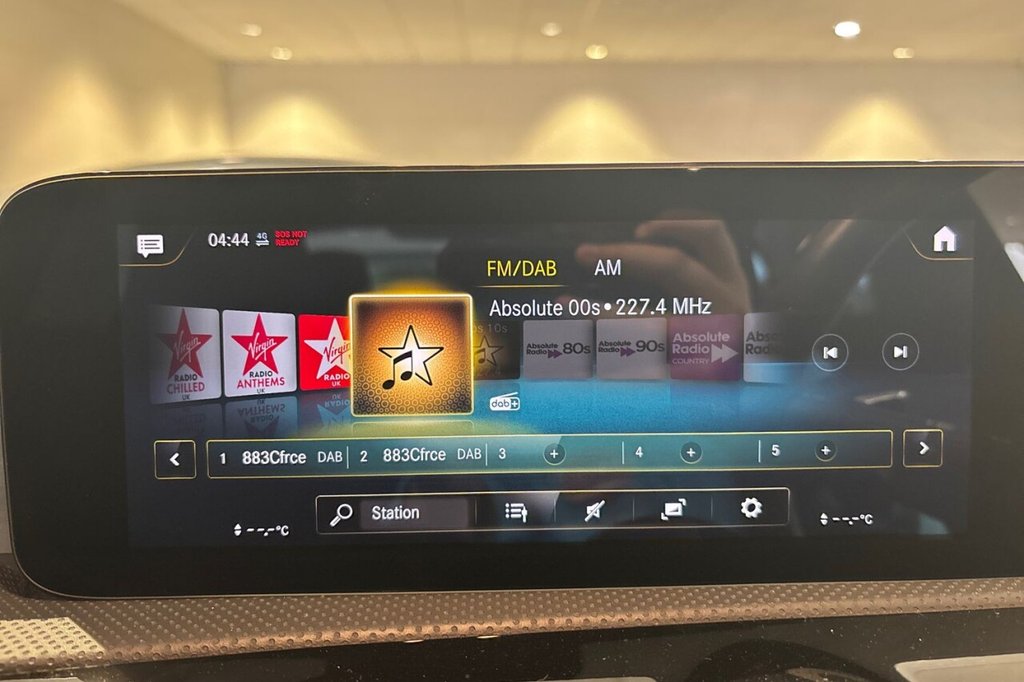 04:44 4G SOS NOT READY
FM/DAB AM
Absolute 00s • 227.4 MHz
Virgin RADIO CHILLED UK
Virgin RADIO ANTHEMS UK
Virgin RADIO UK
s 10s
Absolute Radio 80s
Absolute Radio 90s
Absolute Radio COUNTRY
Absolute
dab+
1 883Cfrce DAB 2 883Cfrce DAB 3 + 4 + 5 +
Station
--.-°C
--.-°C